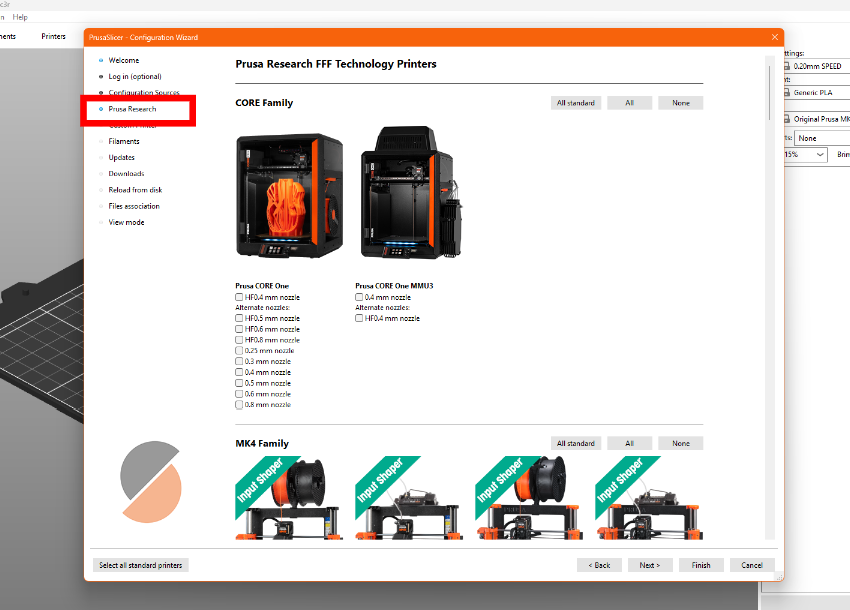 Help
Printers
PrusaSlicer - Configuration Wizard
Welcome
Log in (optional)
Configuration Sources
Prusa Research
Filaments
Updates
Downloads
Reload from disk
Files association
View mode
Prusa Research FFF Technology Printers
CORE Family
All standard
All
None
Prusa CORE One
HF0.4 mm nozzle
Alternate nozzles:
HF0.5 mm nozzle
HF0.6 mm nozzle
HF0.8 mm nozzle
0.25 mm nozzle
0.3 mm nozzle
0.4 mm nozzle
0.5 mm nozzle
0.6 mm nozzle
0.8 mm nozzle
Prusa CORE One MMU3
0.4 mm nozzle
Alternate nozzles:
HF0.4 mm nozzle
MK4 Family
All standard
All
None
Input Shaper
Input Shaper
Input Shaper
Input Shaper
Select all standard printers
< Back
Next >
Finish
Cancel
ttings:
0.20mm SPEED
Generic PLA
Original Prusa MK
None
15%
Brim